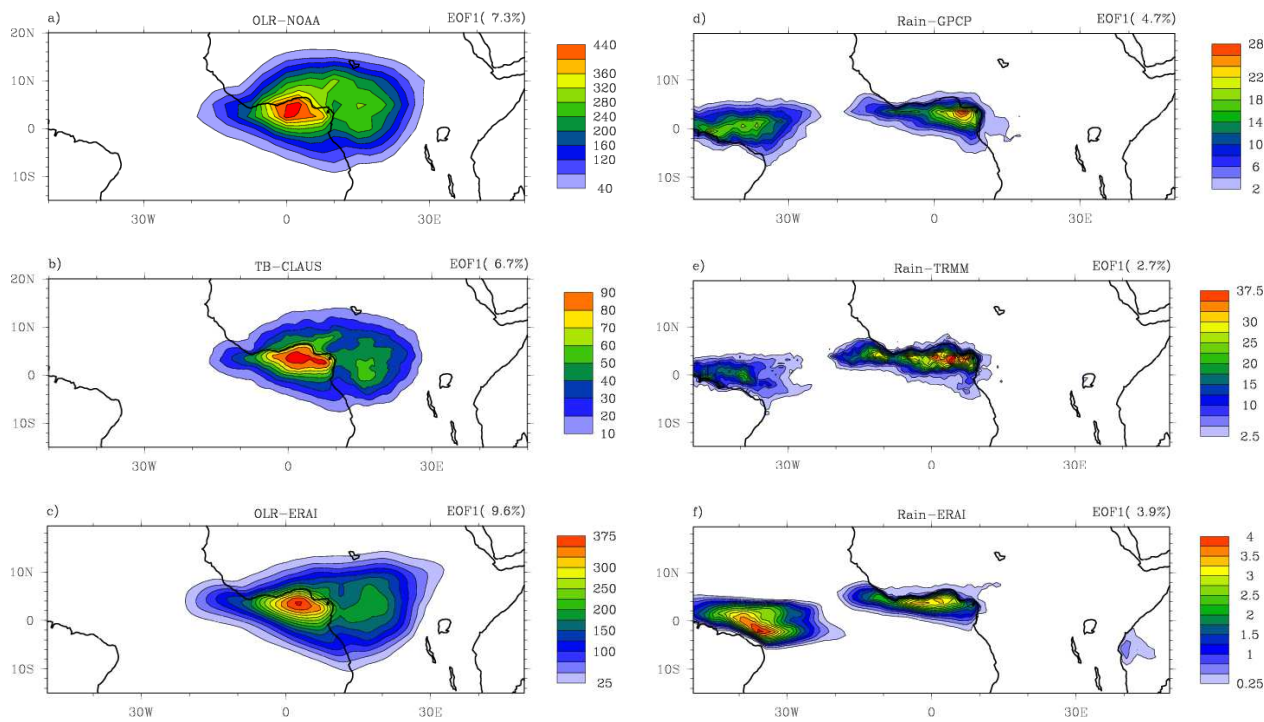 a) OLR-NOAA EOF1( 7.3%)
20N
10N
0
10S
30W 0 30E
440
360
280
200
120
40
b) TB-CLAUS EOF1( 6.7%)
20N
10N
0
10S
30W 0 30E
90
80
70
60
50
40
30
20
10
c) OLR-ERAI EOF1( 9.6%)
10N
0
10S
30W 0 30E
375
300
250
200
150
100
25
d) Rain-GPCP EOF1( 4.7%)
20N
10N
0
10S
30W 0 30E
28
22
18
14
10
6
2
e) Rain-TRMM EOF1( 2.7%)
20N
10N
0
10S
30W 0 30E
37.5
30
25
20
15
10
2.5
f) Rain-ERAI EOF1( 3.9%)
10N
0
10S
30W 0 30E
4
3.5
3
2.5
2
1.5
1
0.25